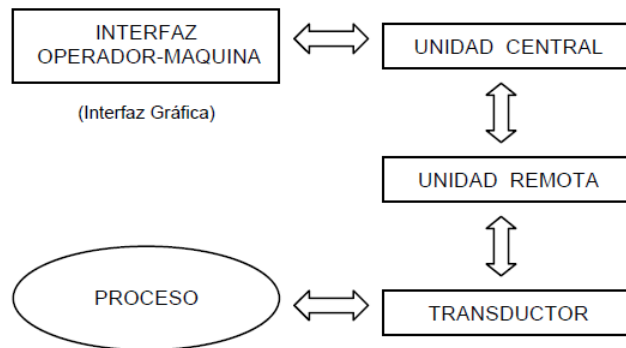 INTERFAZ
OPERADOR-MAQUINA
UNIDAD CENTRAL
(Interfaz Gráfica)
UNIDAD REMOTA
PROCESO
TRANSDUCTOR